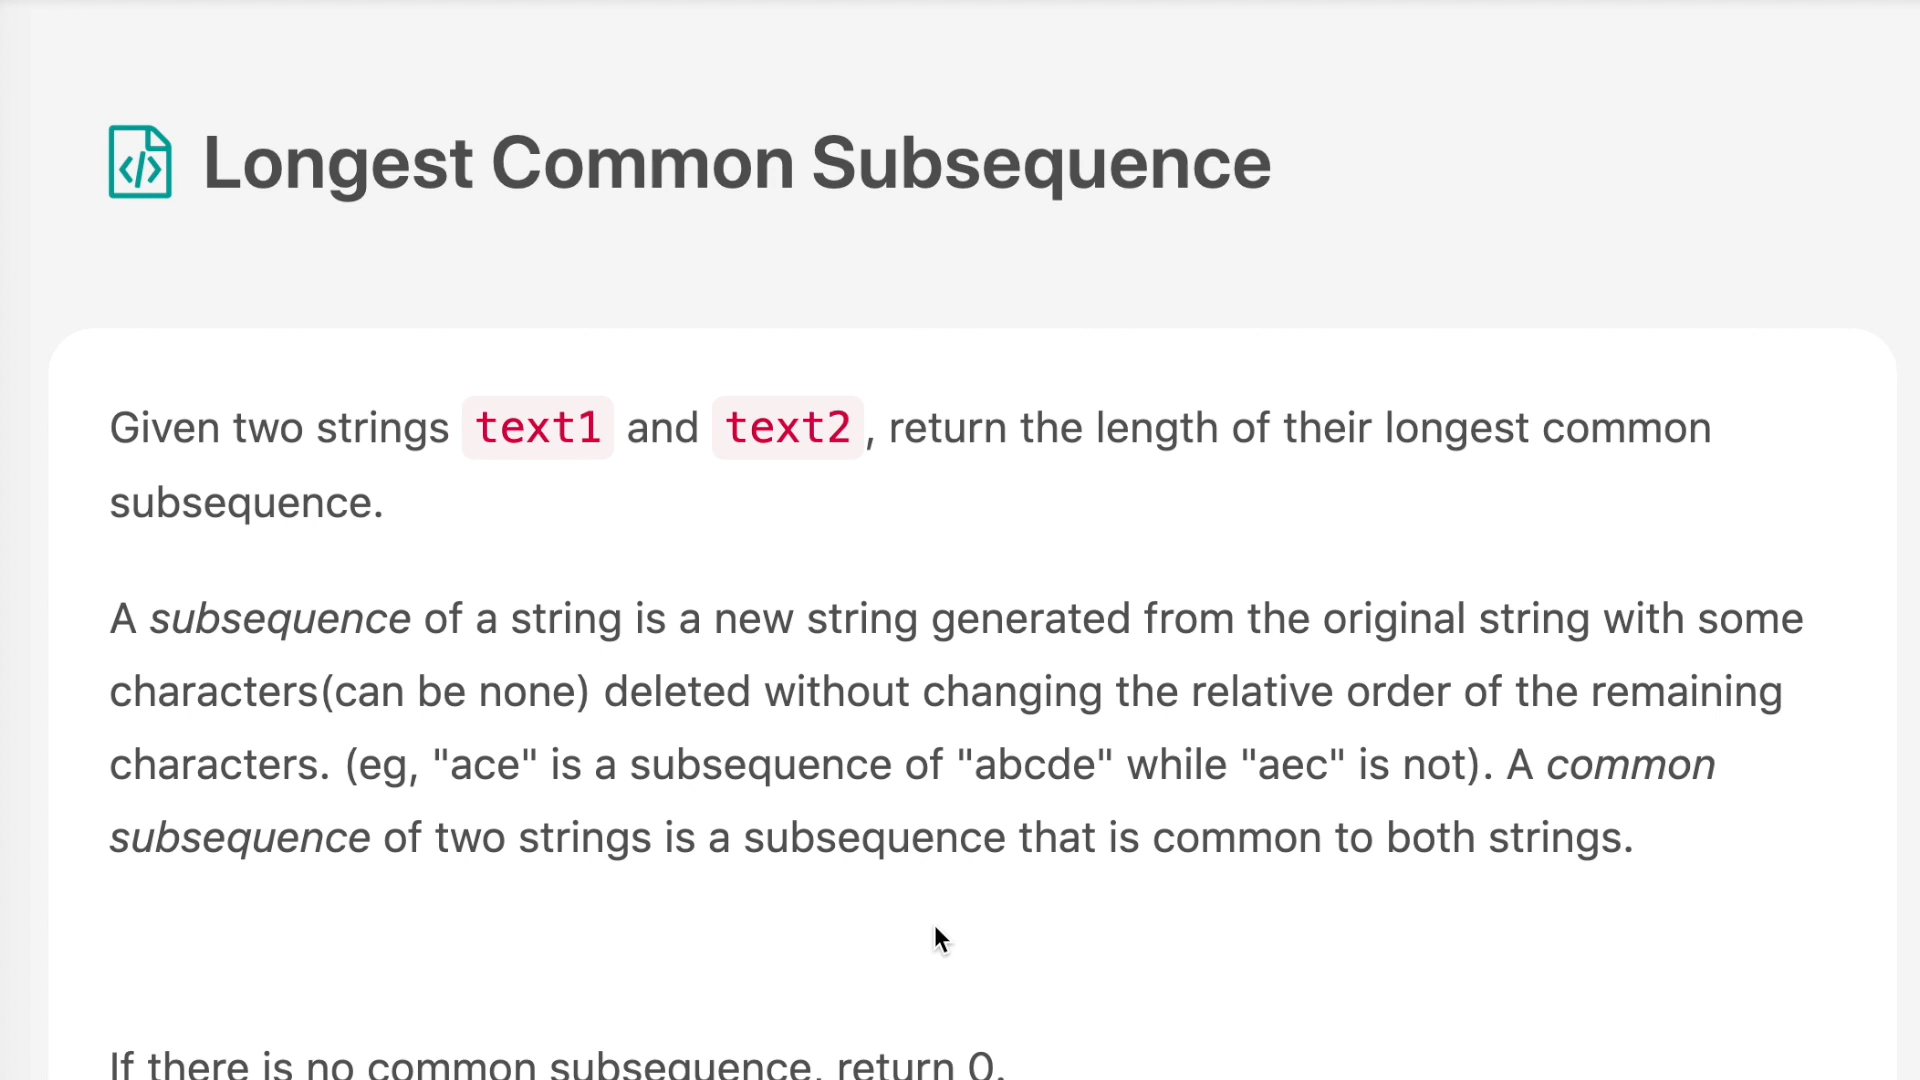 </> Longest Common Subsequence
Given two strings text1 and text2, return the length of their longest common
subsequence.
A subsequence of a string is a new string generated from the original string with some
characters(can be none) deleted without changing the relative order of the remaining
characters. (eg, "ace" is a subsequence of "abcde" while "aec" is not). A common
subsequence of two strings is a subsequence that is common to both strings.
If there is no common subsequence, return 0.